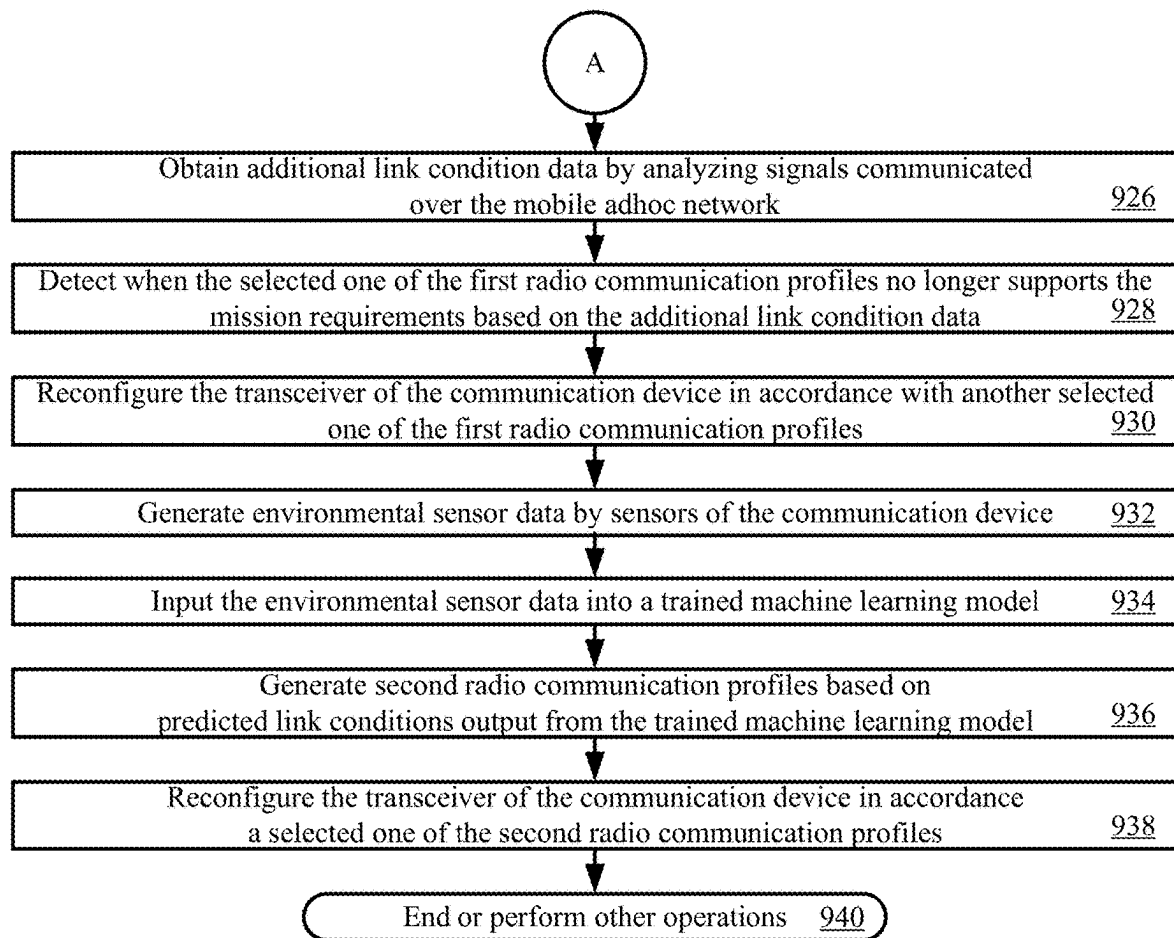 A
Obtain additional link condition data by analyzing signals communicated
over the mobile adhoc network 926
Detect when the selected one of the first radio communication profiles no longer supports the
mission requirements based on the additional link condition data 928
Reconfigure the transceiver of the communication device in accordance with another selected
one of the first radio communication profiles 930
Generate environmental sensor data by sensors of the communication device 932
Input the environmental sensor data into a trained machine learning model 934
Generate second radio communication profiles based on
predicted link conditions output from the trained machine learning model 936
Reconfigure the transceiver of the communication device in accordance
a selected one of the second radio communication profiles 938
End or perform other operations 940